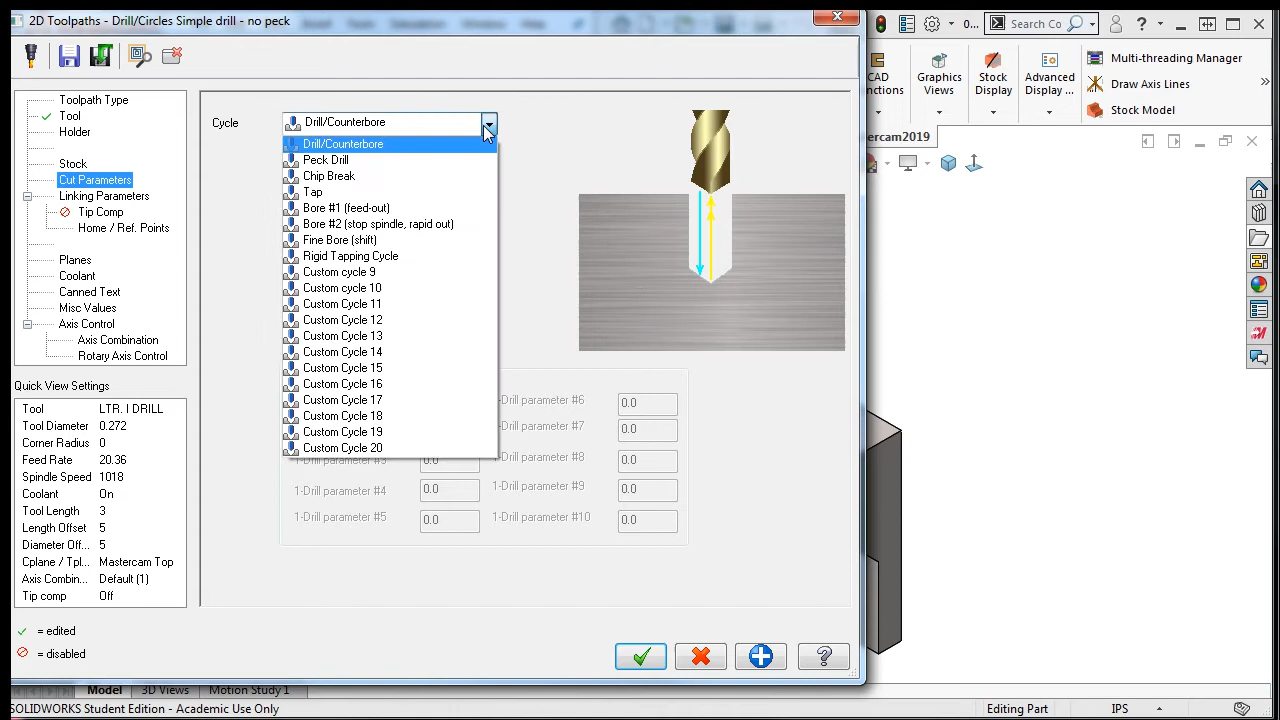 2D Toolpaths - Drill/Circles Simple drill - no peck
0...
Search Co
CAD
Graphics
Views
Stock
Display
Advanced
Display ...
Multi-threading Manager
Draw Axis Lines
Stock Model
ercam2019
Toolpath Type
Tool
Holder
Stock
Cut Parameters
Linking Parameters
Tip Comp
Home / Ref. Points
Planes
Coolant
Canned Text
Misc Values
Axis Control
Axis Combination
Rotary Axis Control
Cycle
Drill/Counterbore
Drill/Counterbore
Peck Drill
Chip Break
Tap
Bore #1 (feed-out)
Bore #2 (stop spindle, rapid out)
Fine Bore (shift)
Rigid Tapping Cycle
Custom cycle 9
Custom cycle 10
Custom Cycle 11
Custom Cycle 12
Custom Cycle 13
Custom Cycle 14
Custom Cycle 15
Custom Cycle 16
Custom Cycle 17
Custom Cycle 18
Custom Cycle 19
Custom Cycle 20
1-Drill parameter #6 0.0
1-Drill parameter #7 0.0
1-Drill parameter #8 0.0
1-Drill parameter #4 0.0 1-Drill parameter #9 0.0
1-Drill parameter #5 0.0 1-Drill parameter #10 0.0
Quick View Settings
Tool LTR. I DRILL
Tool Diameter 0.272
Corner Radius 0
Feed Rate 20.36
Spindle Speed 1018
Coolant On
Tool Length 3
Length Offset 5
Diameter Off... 5
Cplane / Tpl... Mastercam Top
Axis Combin... Default (1)
Tip comp Off
= edited
= disabled
Model 3D Views Motion Study 1
SOLIDWORKS Student Edition - Academic Use Only
Editing Part
IPS